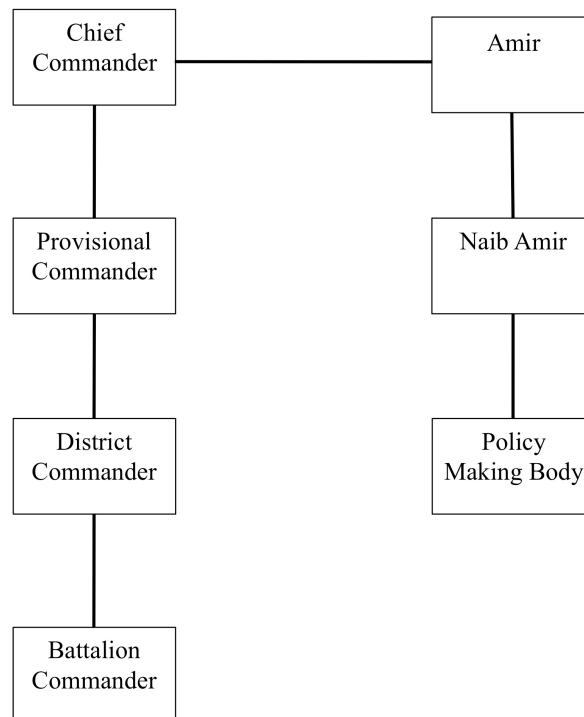 Chief
Commander
Amir
Provisional
Commander
Naib Amir
District
Commander
Policy
Making Body
Battalion
Commander